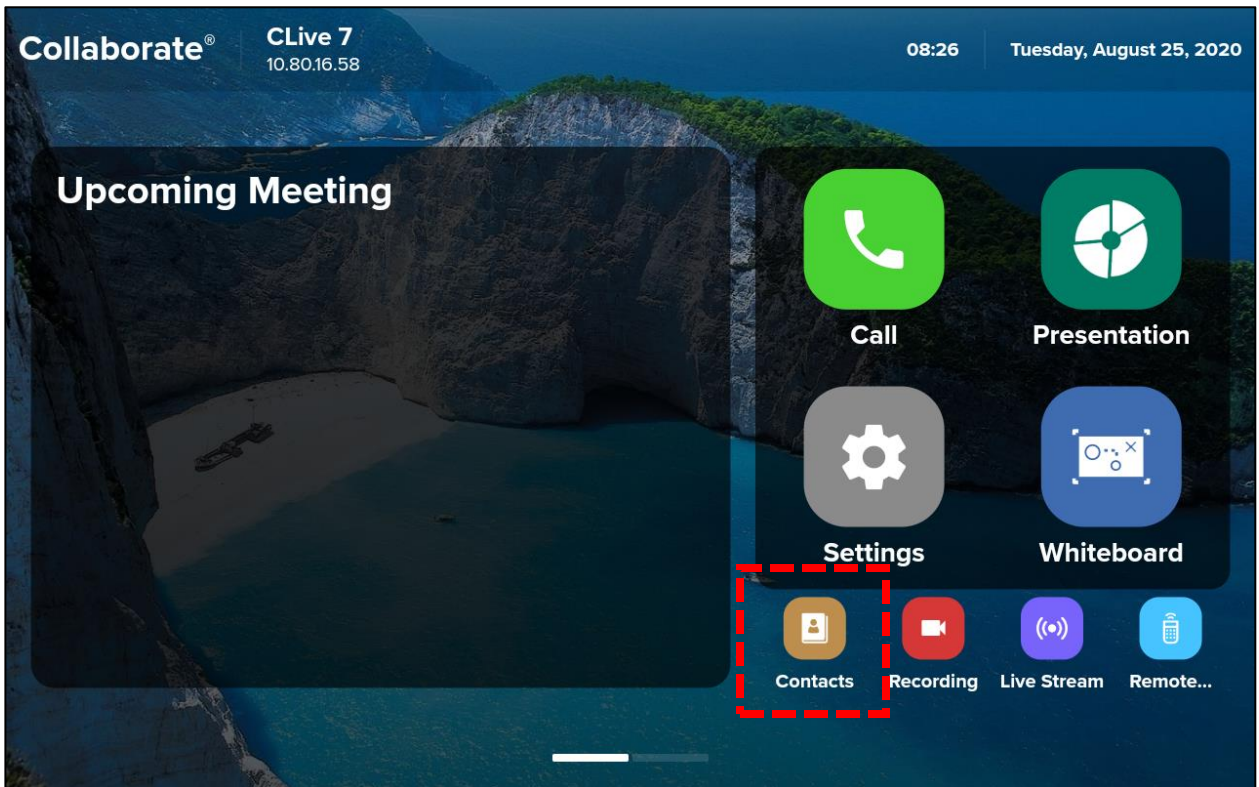 Collaborate®
CLive 7
10.80.16.58
08:26
Tuesday, August 25, 2020
Upcoming Meeting
Call
Presentation
Settings
Whiteboard
Contacts
Recording
Live Stream
Remote...